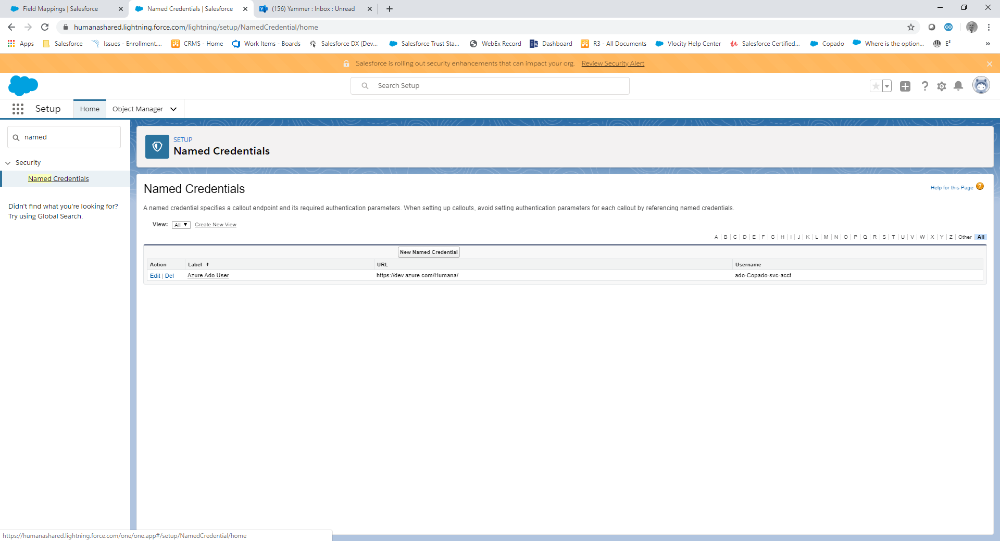 Field Mappings | Salesforce
Named Credentials | Salesforce
(156) Yammer : Inbox : Unread
humanashared.lightning.force.com/lightning/setup/NamedCredential/home
Apps
Salesforce
Issues - Enrollment....
CRMS - Home
Work Items - Boards
Salesforce DX (Dev...
Salesforce Trust Sta...
WebEx Record
Dashboard
R3 - All Documents
Vlocity Help Center
Salesforce Certified...
Copado
Where is the option...
E³
»
Salesforce is rolling out security enhancements that can impact your org. Review Security Alert
Search Setup
Setup
Home
Object Manager
named
Security
Named Credentials
Didn't find what you're looking for?
Try using Global Search.
SETUP
Named Credentials
Named Credentials
Help for this Page ?
A named credential specifies a callout endpoint and its required authentication parameters. When setting up callouts, avoid setting authentication parameters for each callout by referencing named credentials.
View: All ▼ Create New View
A | B | C | D | E | F | G | H | I | J | K | L | M | N | O | P | Q | R | S | T | U | V | W | X | Y | Z | Other All
New Named Credential
Action Label ↑ URL Username
Edit | Del Azure Ado User https://dev.azure.com/Humana/ ado-Copado-svc-acct
https://humanashared.lightning.force.com/one/one.app#/setup/NamedCredential/home